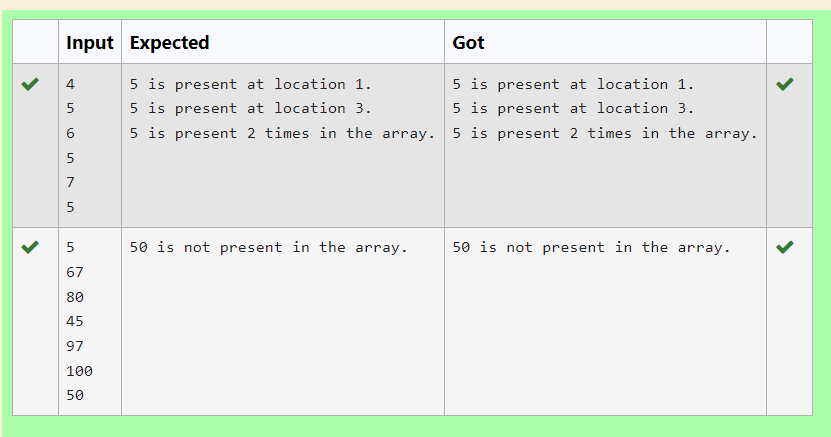 Input Expected Got
4 5 is present at location 1. 5 is present at location 1.
5 5 is present at location 3. 5 is present at location 3.
6 5 is present 2 times in the array. 5 is present 2 times in the array.
5
7
5
5 50 is not present in the array. 50 is not present in the array.
67
80
45
97
100
50